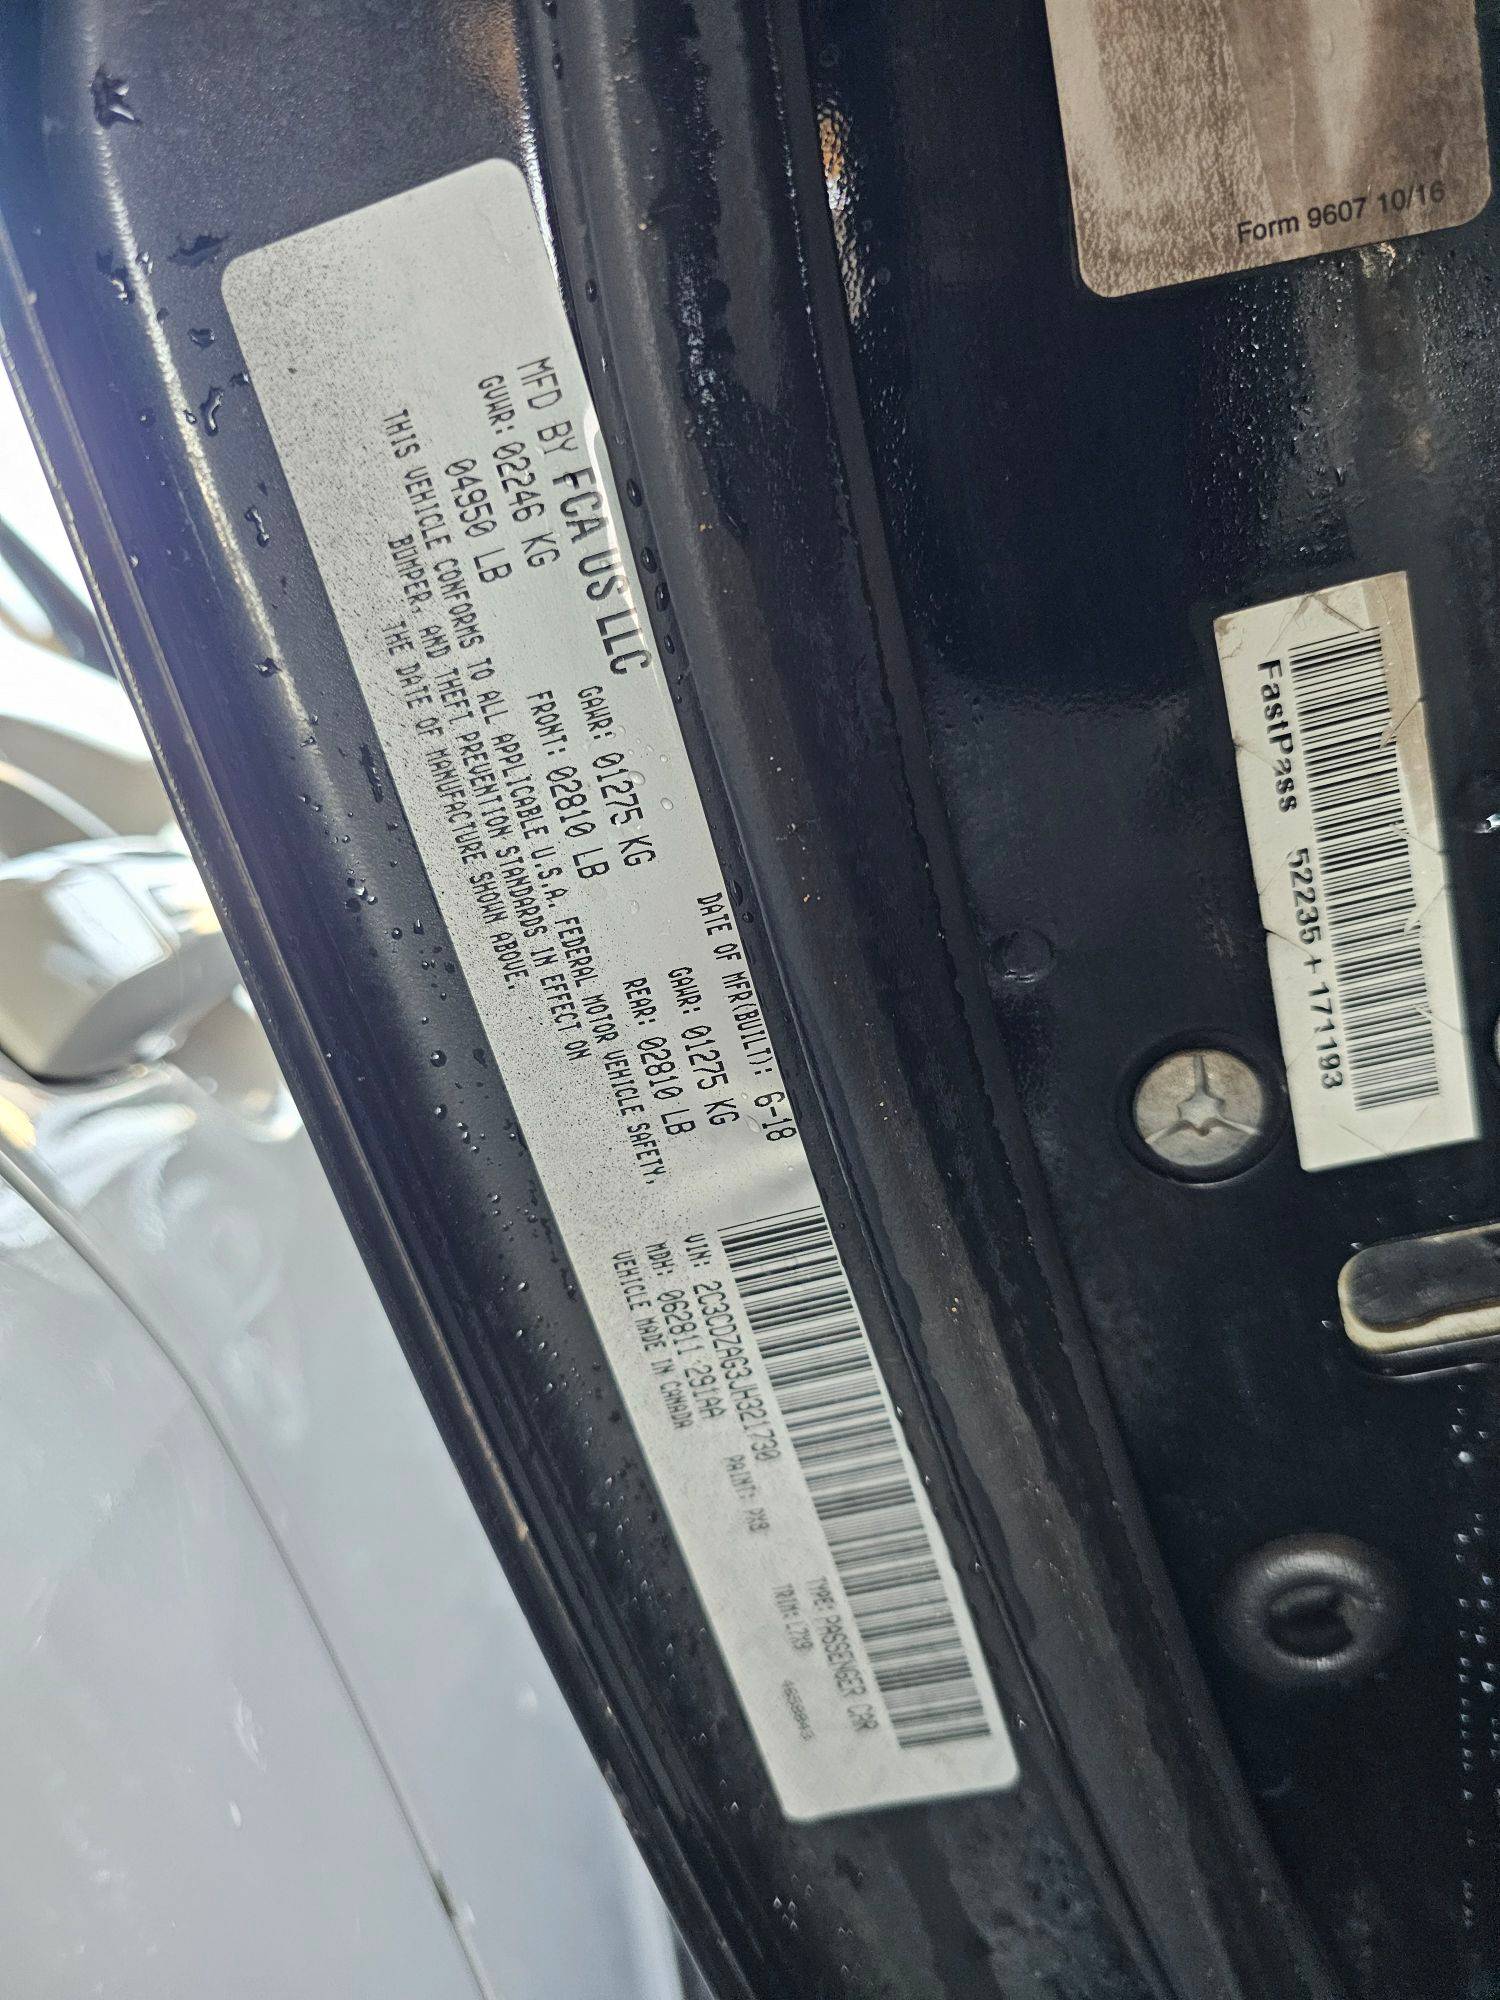 MFD BY FCA US LLC
DATE OF MFR(BUILT): 6-18
GVWR: 02246 KG
GAWR: 01275 KG
GAWR: 01275 KG
04950 LB
FRONT: 02810 LB
REAR: 02810 LB
THIS VEHICLE CONFORMS TO ALL APPLICABLE U.S.A. FEDERAL MOTOR VEHICLE SAFETY,
BUMPER, AND THEFT PREVENTION STANDARDS IN EFFECT ON
THE DATE OF MANUFACTURE SHOWN ABOVE.
VIN: 2C3CDZAG3JH321730
TYPE: PASSENGER CAR
MDH: 062811 291AA
PAINT: PX8
TRIM: L7X9
VEHICLE MADE IN CANADA
4650043
FastPass 52235+171193
Form 9607 10/16